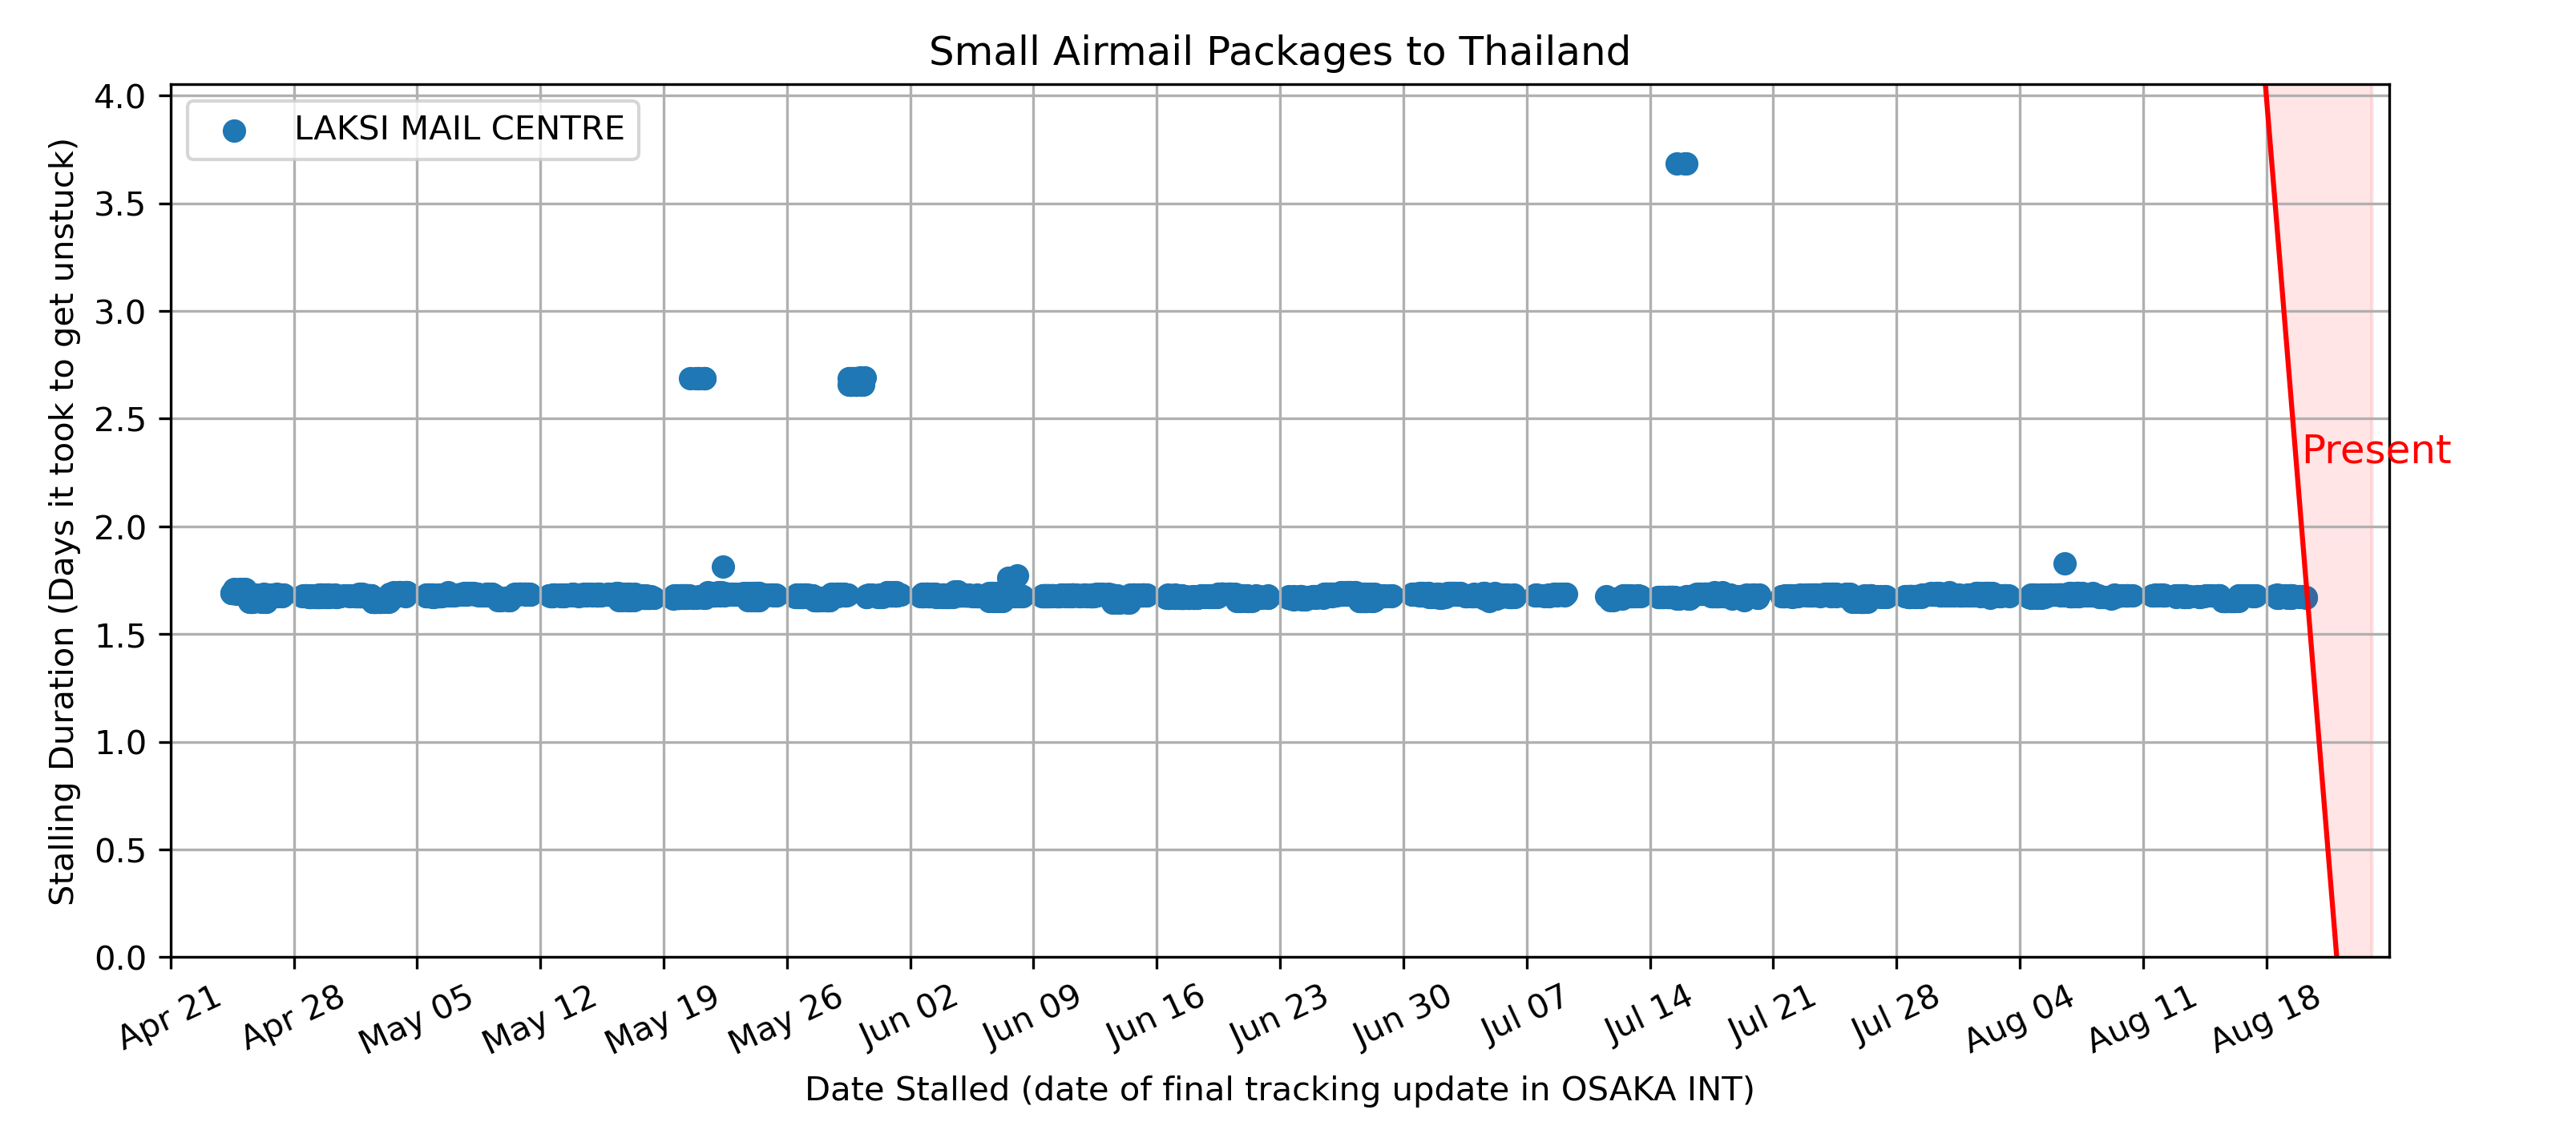 Small Airmail Packages to Thailand
LAKSI MAIL CENTRE
Stalling Duration (Days it took to get unstuck)
4.0
3.5
3.0
2.5
2.0
1.5
1.0
0.5
0.0
Present
Apr 21
Apr 28
May 05
May 12
May 19
May 26
Jun 02
Jun 09
Jun 16
Jun 23
Jun 30
Jul 07
Jul 14
Jul 21
Jul 28
Aug 04
Aug 11
Aug 18
Date Stalled (date of final tracking update in OSAKA INT)